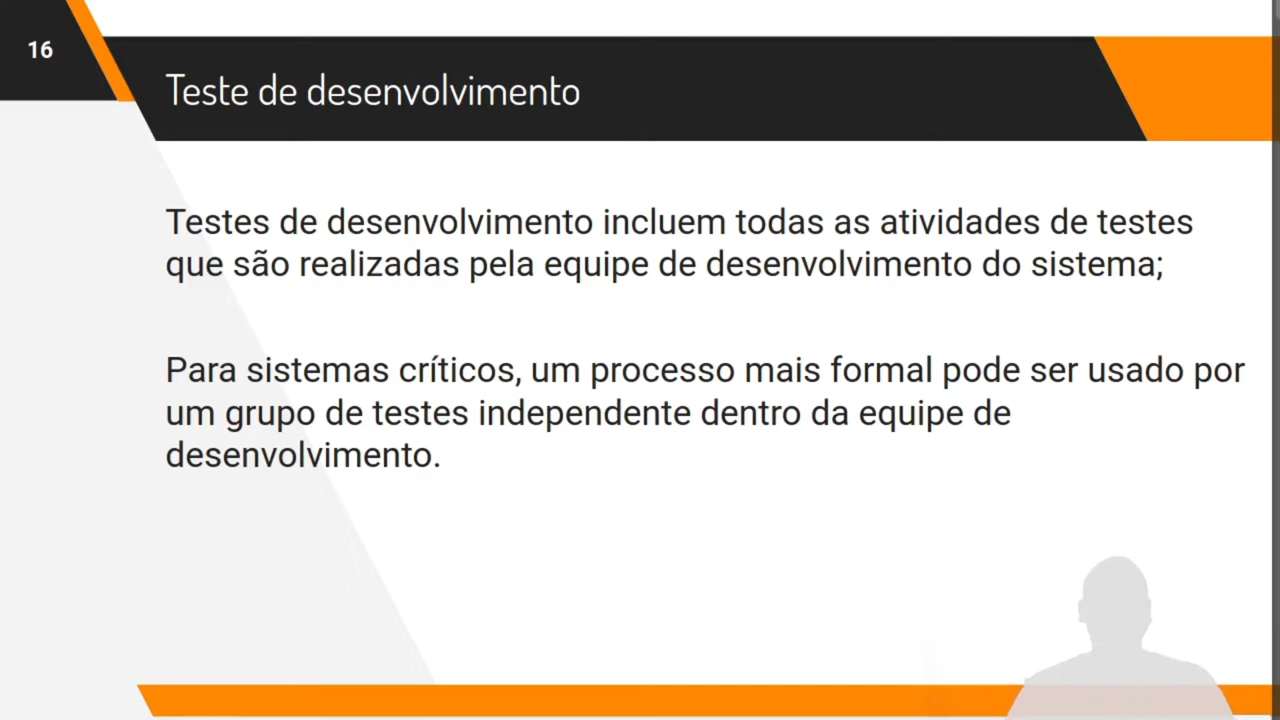 16
Teste de desenvolvimento
Testes de desenvolvimento incluem todas as atividades de testes
que são realizadas pela equipe de desenvolvimento do sistema;
Para sistemas críticos, um processo mais formal pode ser usado por
um grupo de testes independente dentro da equipe de
desenvolvimento.